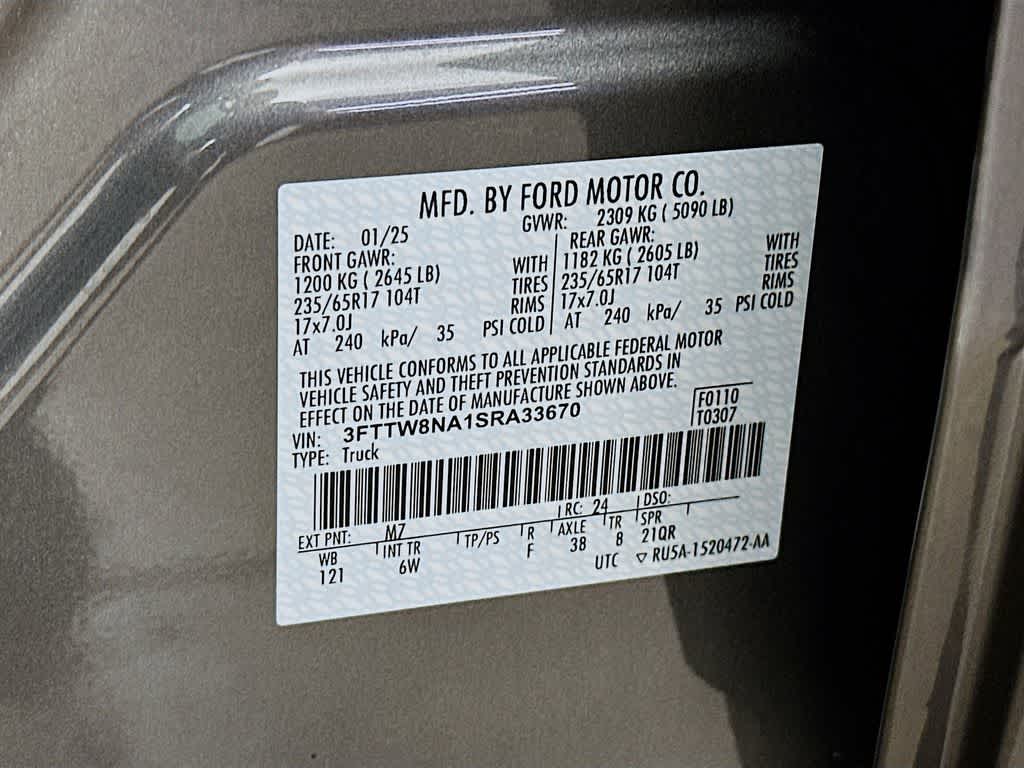 MFD. BY FORD MOTOR CO.
DATE: 01/25 GVWR: 2309 KG ( 5090 LB)
FRONT GAWR: REAR GAWR:
1200 KG ( 2645 LB) WITH 1182 KG ( 2605 LB) WITH
235/65R17 104T TIRES 235/65R17 104T TIRES
17x7.0J RIMS 17x7.0J RIMS
AT 240 kPa/ 35 PSI COLD AT 240 kPa/ 35 PSI COLD
THIS VEHICLE CONFORMS TO ALL APPLICABLE FEDERAL MOTOR
VEHICLE SAFETY AND THEFT PREVENTION STANDARDS IN
EFFECT ON THE DATE OF MANUFACTURE SHOWN ABOVE.
VIN: 3FTTW8NA1SRA33670 F0110
TYPE: Truck T0307
EXT PNT: M7 RC: 24 DSO:
WB INT TR TP/PS R AXLE TR SPR
121 6W F 38 8 21QR
UTC ▽ RU5A-1520472-AA